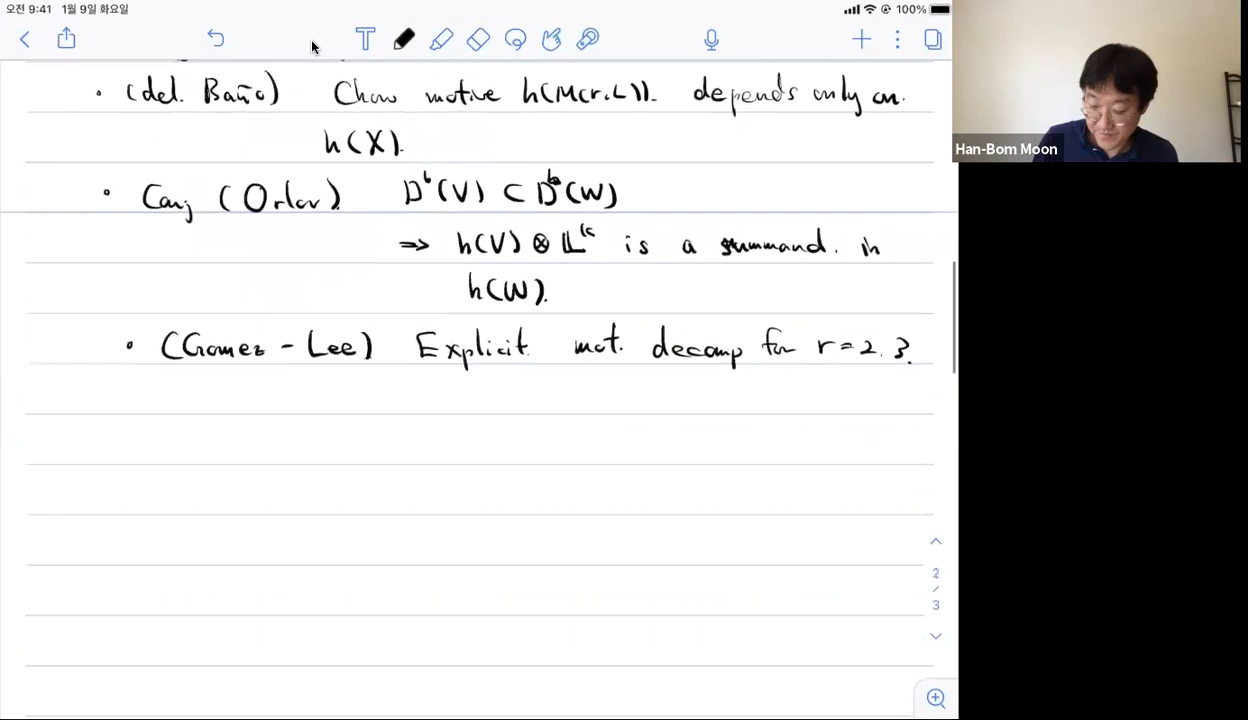 오전 9:41 1월 9일 화요일 100%
• (del. Baño) Chow motive h(M(r,L)). depends only on.
h(X).
• Conj (Orlov) D^b(V) ⊂ D^b(W)
⇒ h(V) ⊗ 𝕃^k is a summand. in
h(W).
• (Gomez - Lee) Explicit. mot. decomp for r = 2, 3.
Han-Bom Moon
2
/
3